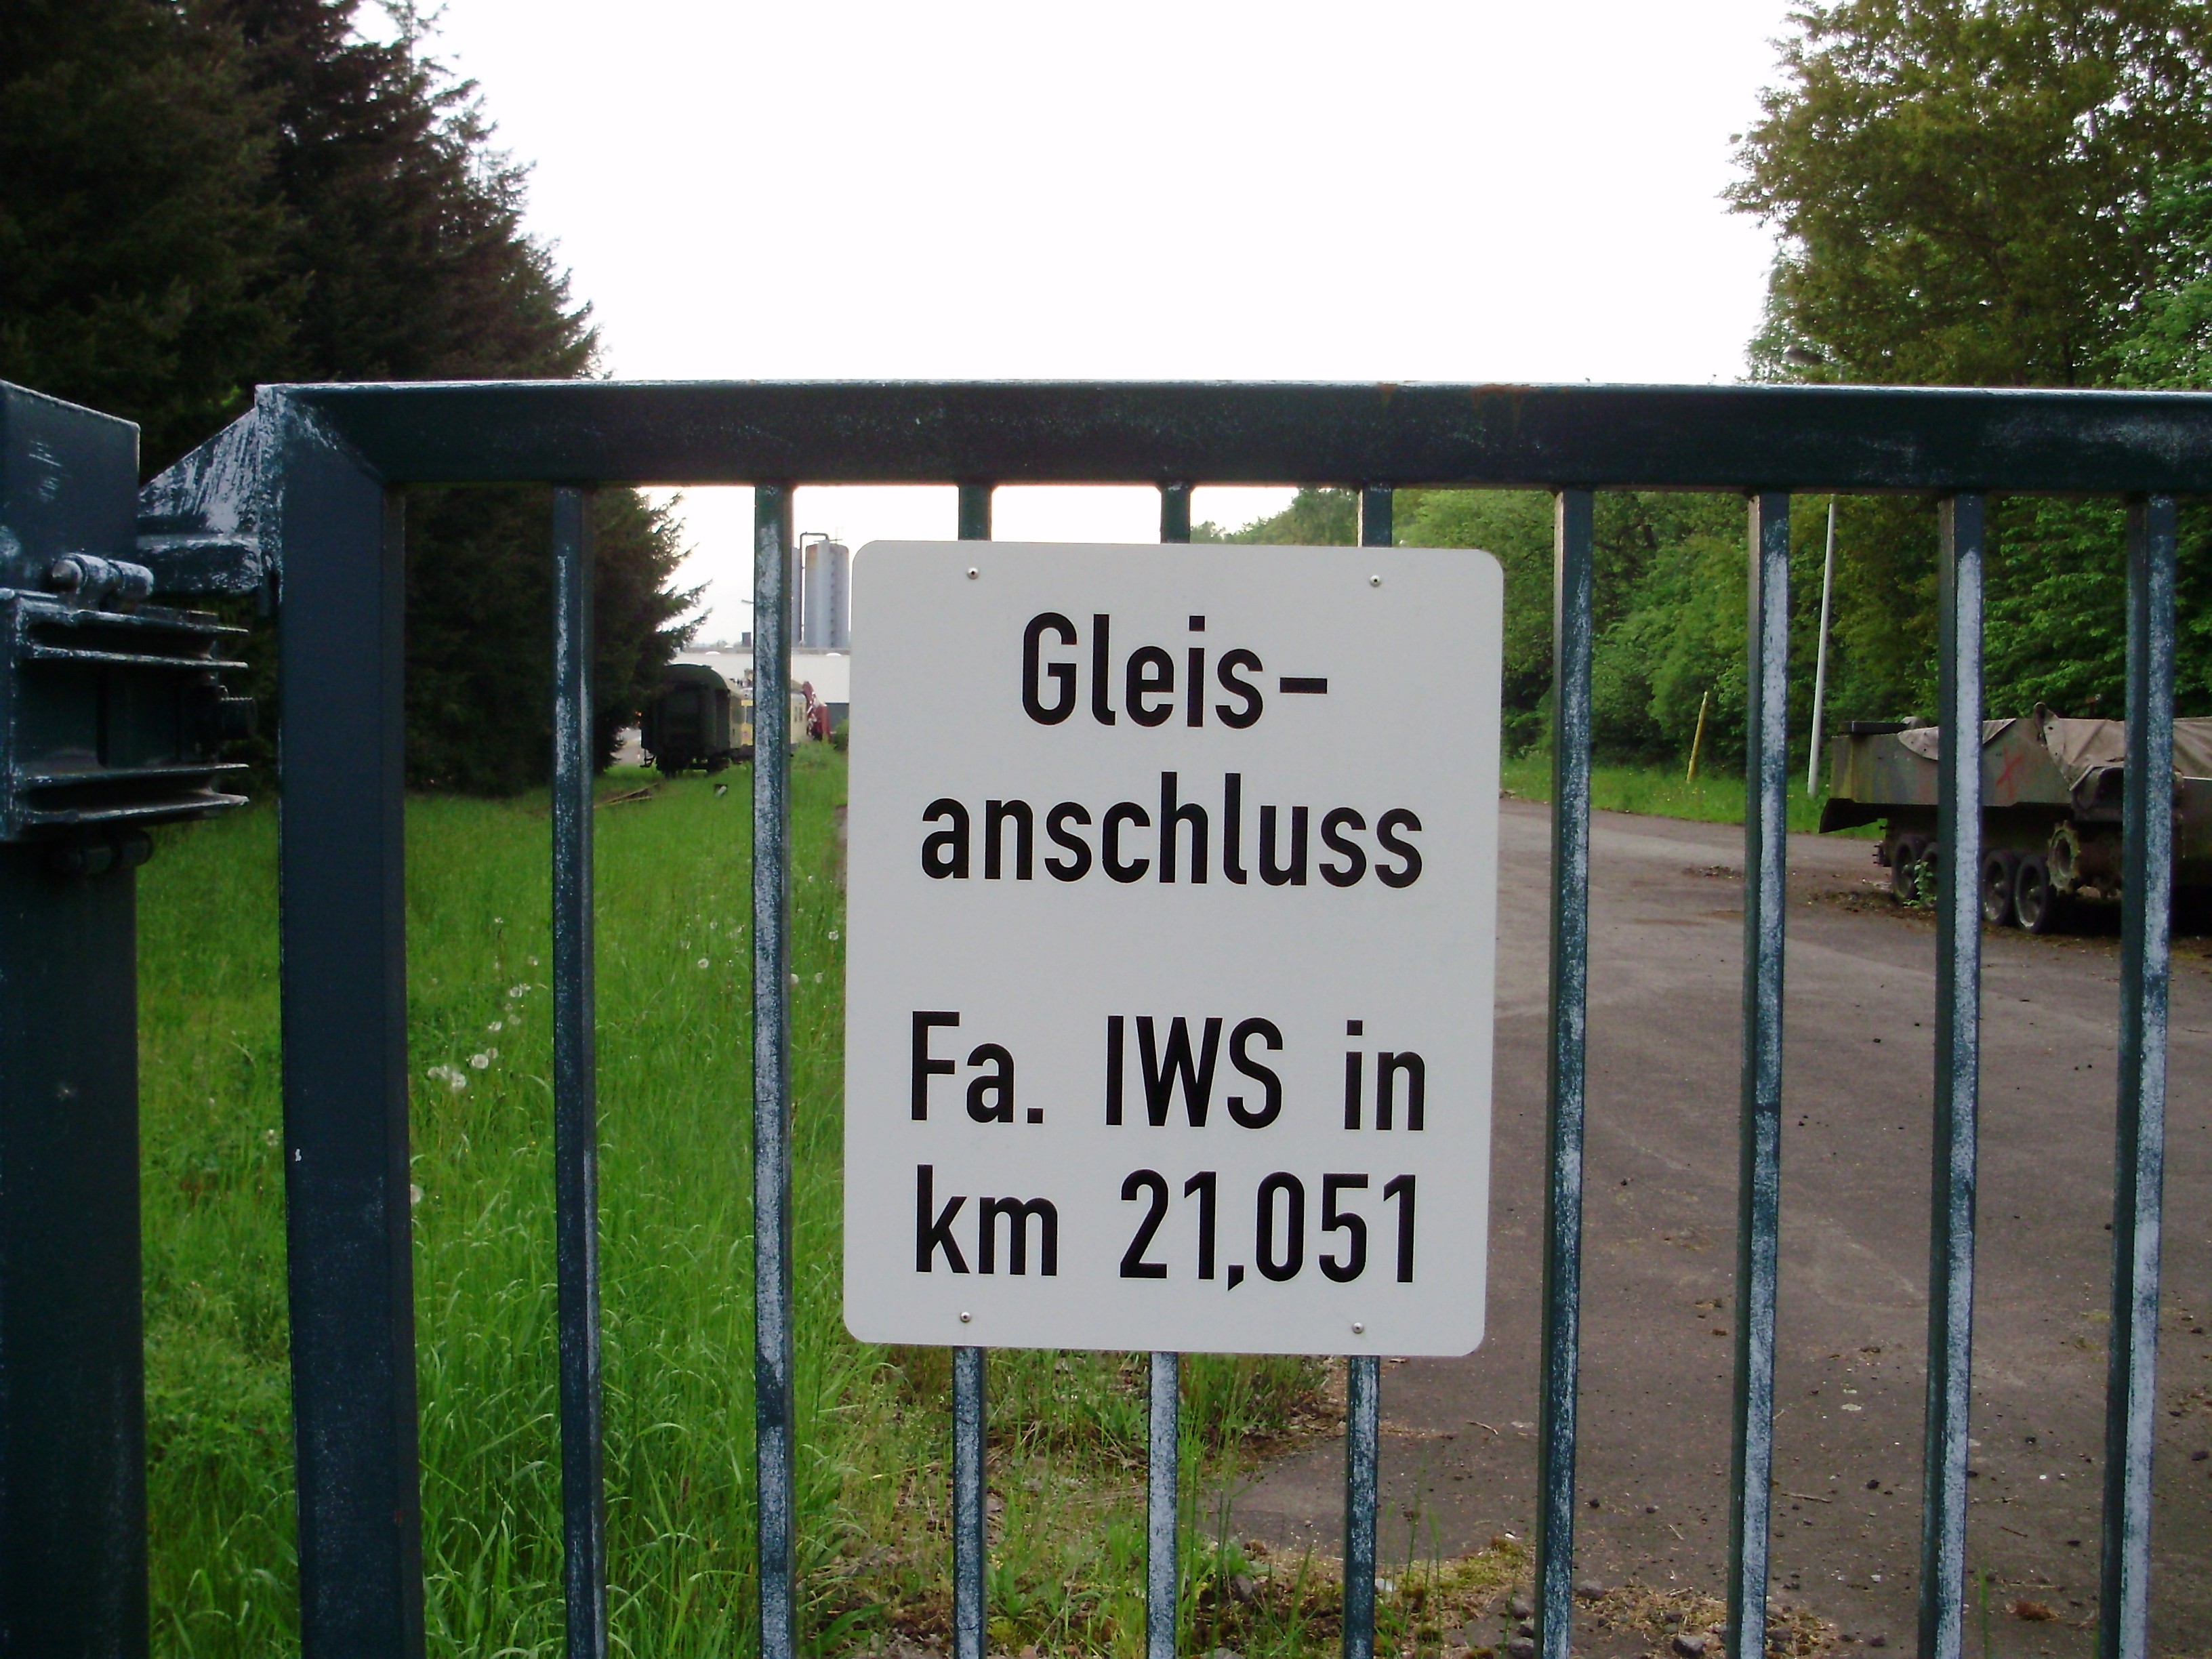 Gleis-
anschluss
Fa. IWS in
km 21,051